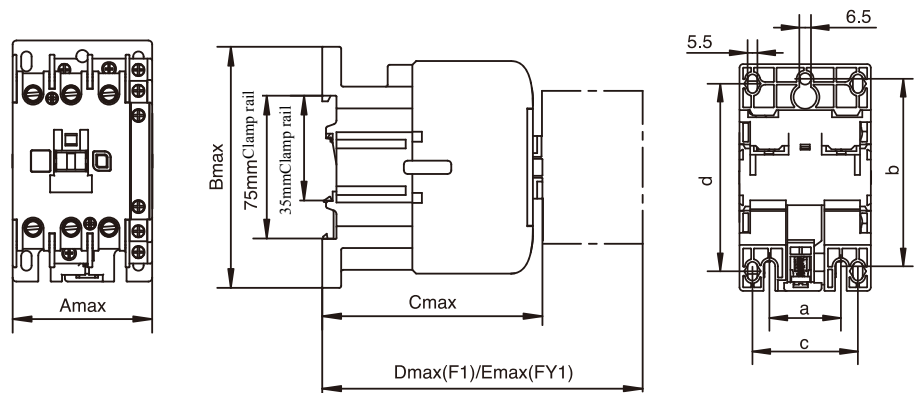 Amax
Bmax
75mmClamp rail
35mmClamp rail
Cmax
Dmax(F1)/Emax(FY1)
6.5
5.5
d
b
a
c